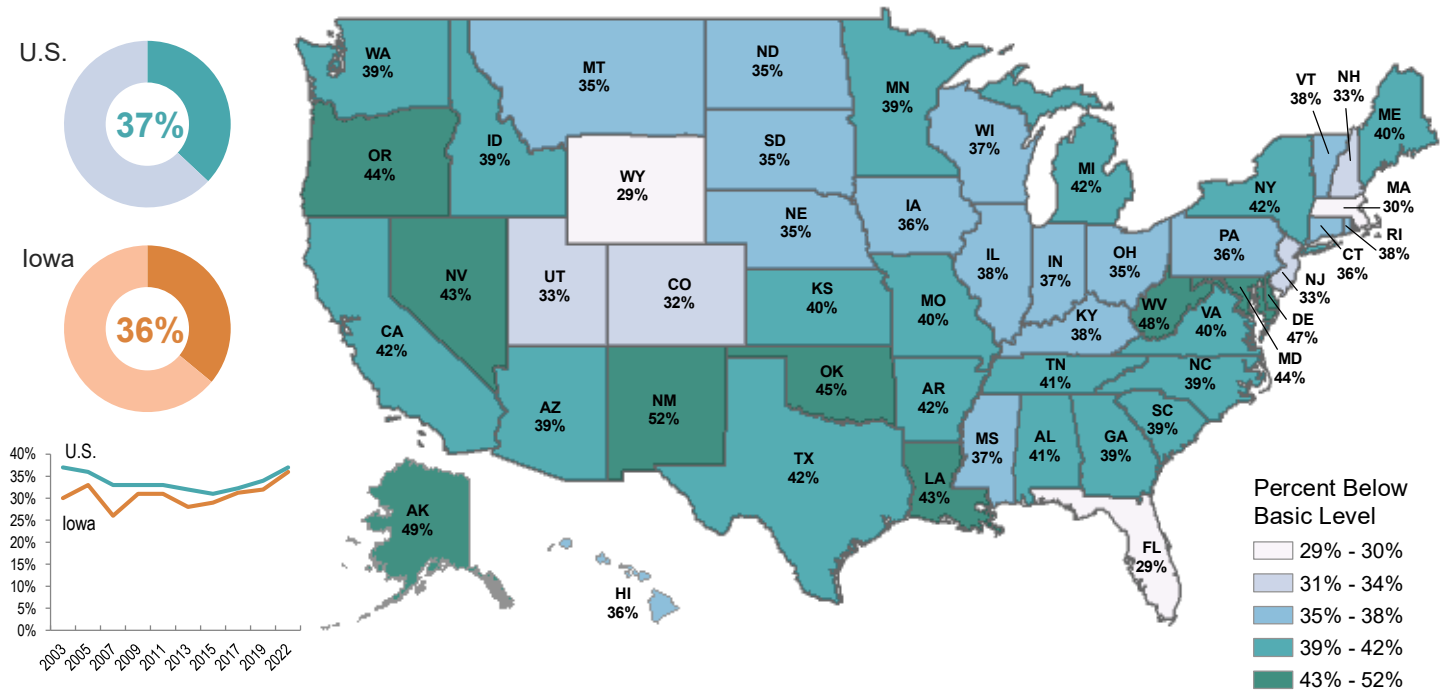 U.S.
37%
Iowa
36%
U.S.
Iowa
40%
35%
30%
25%
20%
15%
10%
5%
0%
2003
2005
2007
2009
2011
2013
2015
2017
2019
2022
WA
39%
OR
44%
ID
39%
MT
35%
WY
29%
ND
35%
SD
35%
NE
35%
MN
39%
WI
37%
IA
36%
MI
42%
NV
43%
CA
42%
UT
33%
CO
32%
KS
40%
MO
40%
IL
38%
IN
37%
OH
35%
KY
38%
WV
48%
VA
40%
PA
36%
NY
42%
VT
38%
NH
33%
ME
40%
MA
30%
RI
38%
CT
36%
NJ
33%
DE
47%
MD
44%
AZ
39%
NM
52%
OK
45%
AR
42%
TN
41%
NC
39%
SC
39%
MS
37%
AL
41%
GA
39%
TX
42%
LA
43%
FL
29%
AK
49%
HI
36%
Percent Below
Basic Level
29% - 30%
31% - 34%
35% - 38%
39% - 42%
43% - 52%